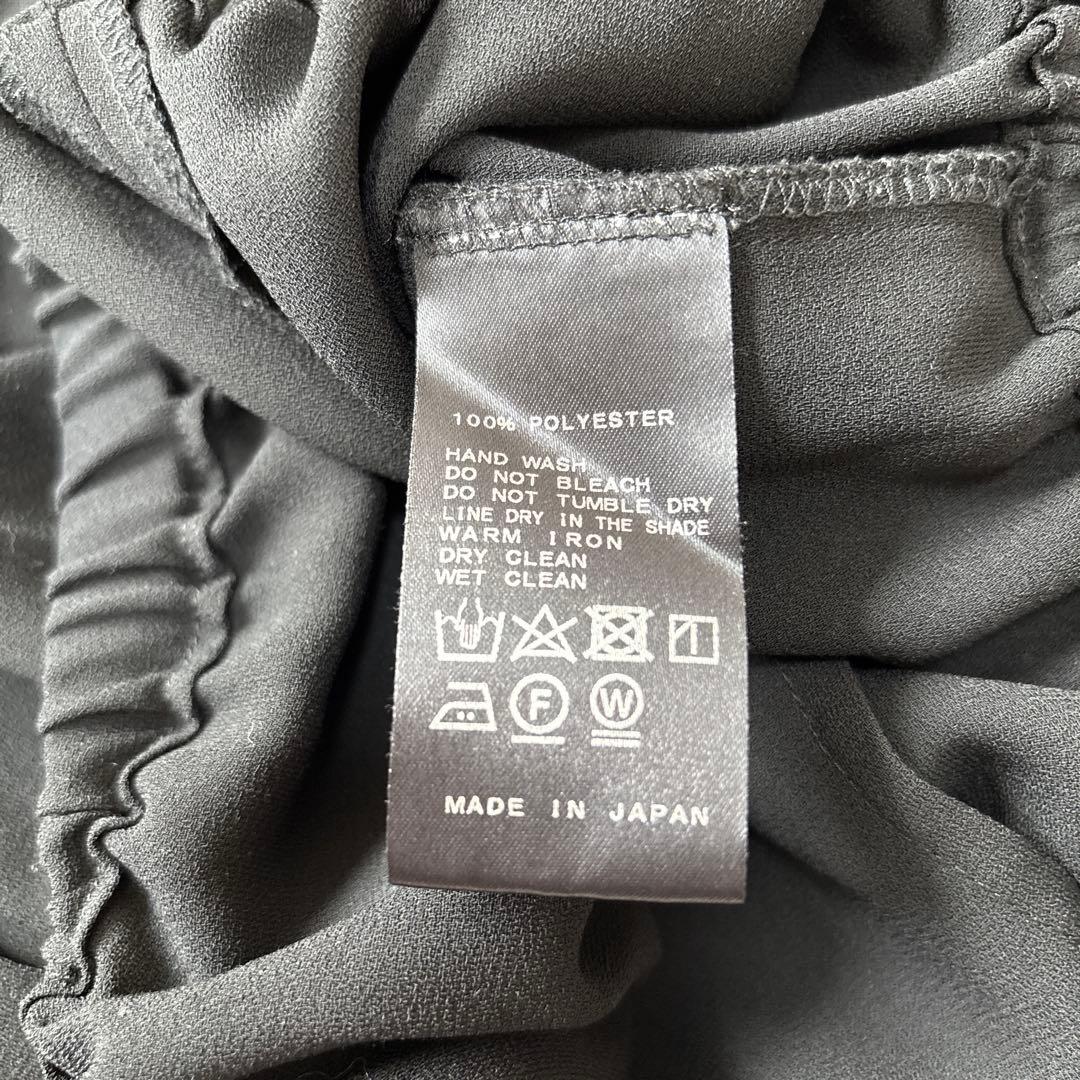 100% POLYESTER
HAND WASH
DO NOT BLEACH
DO NOT TUMBLE DRY
LINE DRY IN THE SHADE
WARM IRON
DRY CLEAN
WET CLEAN
F W
MADE IN JAPAN